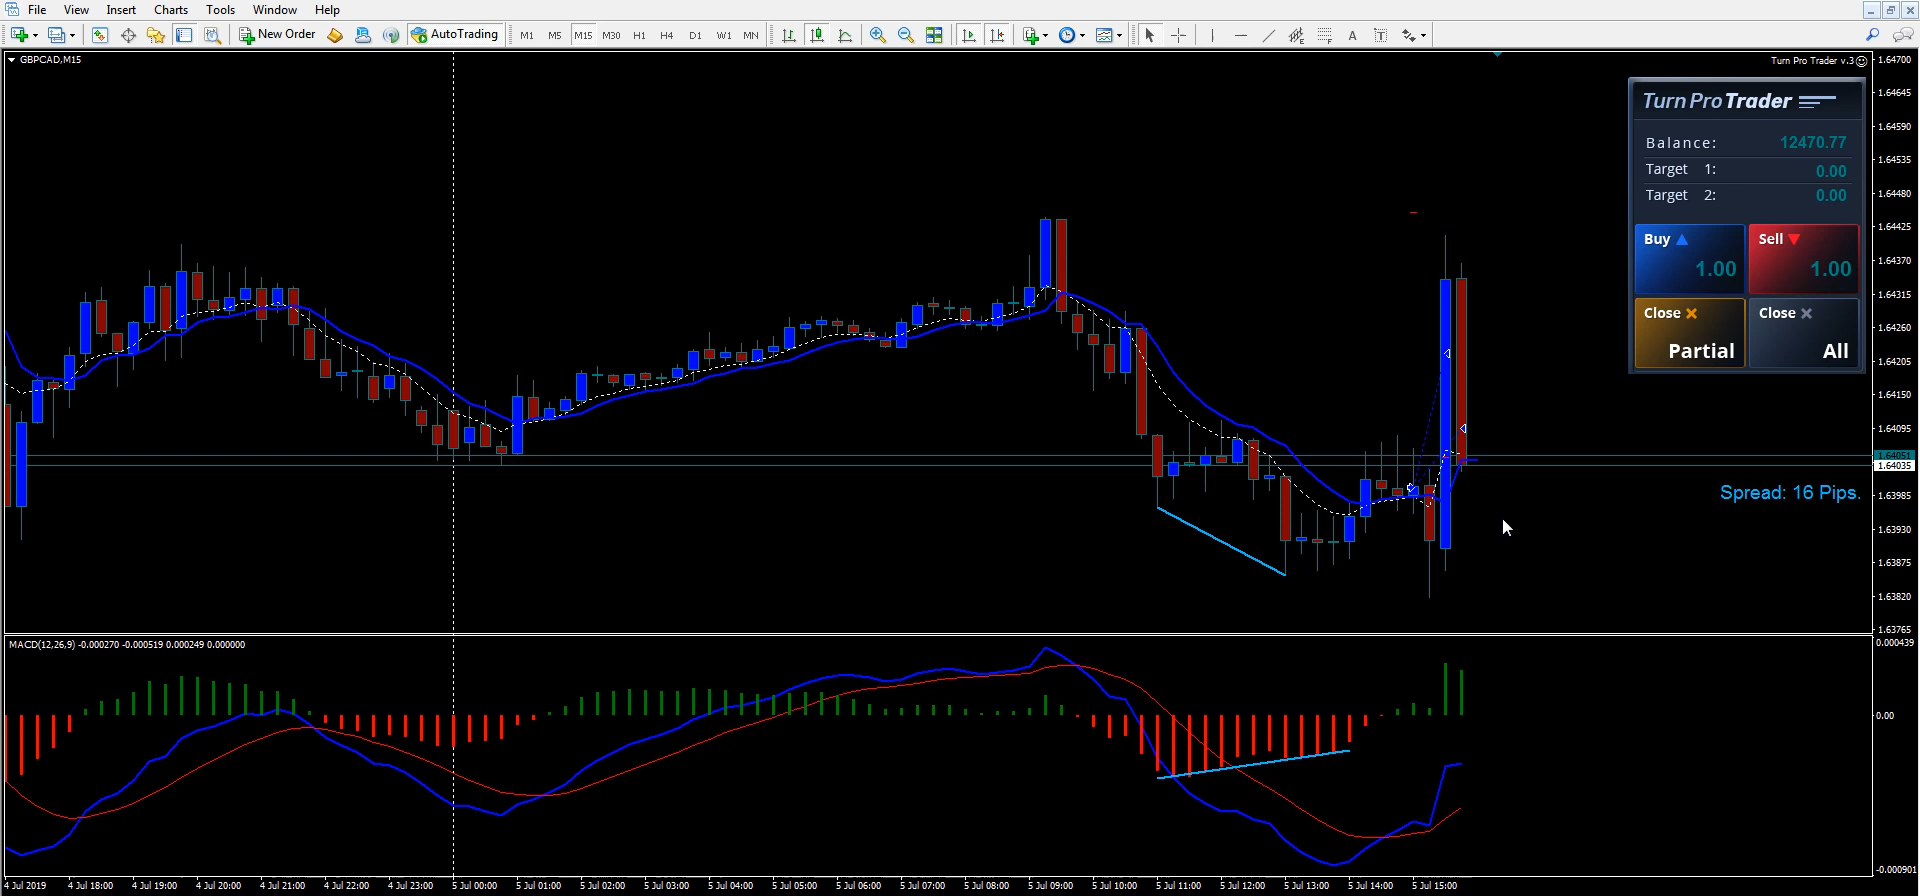 File View Insert Charts Tools Window Help
New Order AutoTrading M1 M5 M15 M30 H1 H4 D1 W1 MN A T
GBPCAD,M15
Turn Pro Trader v.3
TurnProTrader
Balance: 12470.77
Target 1: 0.00
Target 2: 0.00
Buy Sell
1.00 1.00
Close Close
Partial All
Spread: 16 Pips.
1.64700
1.64645
1.64590
1.64535
1.64480
1.64425
1.64370
1.64315
1.64260
1.64205
1.64150
1.64095
1.64051
1.64035
1.63985
1.63930
1.63875
1.63820
1.63765
MACD(12,26,9) -0.000270 -0.000519 0.000249 0.000000
0.000439
0.00
-0.000901
4 Jul 2019 4 Jul 18:00 4 Jul 19:00 4 Jul 20:00 4 Jul 21:00 4 Jul 22:00 4 Jul 23:00 5 Jul 00:00 5 Jul 01:00 5 Jul 02:00 5 Jul 03:00 5 Jul 04:00 5 Jul 05:00 5 Jul 06:00 5 Jul 07:00 5 Jul 08:00 5 Jul 09:00 5 Jul 10:00 5 Jul 11:00 5 Jul 12:00 5 Jul 13:00 5 Jul 14:00 5 Jul 15:00